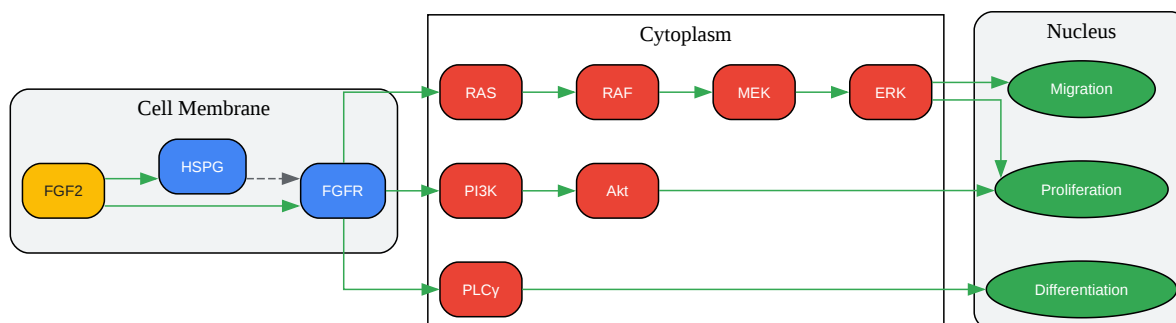 Cell Membrane
FGF2
HSPG
FGFR
Cytoplasm
RAS
RAF
MEK
ERK
PI3K
Akt
PLCγ
Nucleus
Migration
Proliferation
Differentiation